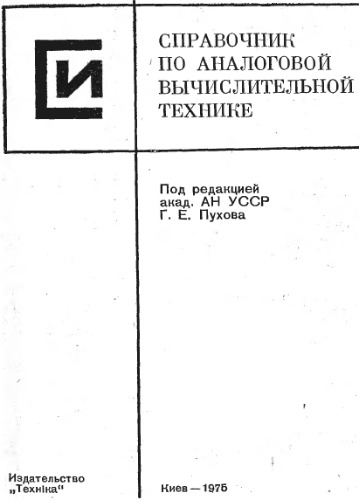 СИ
СПРАВОЧНИК
ПО АНАЛОГОВОЙ
ВЫЧИСЛИТЕЛЬНОЙ
ТЕХНИКЕ
Под редакцией
акад. АН УССР
Г. Е. Пухова
Издательство
„Техніка“
Киев — 1975